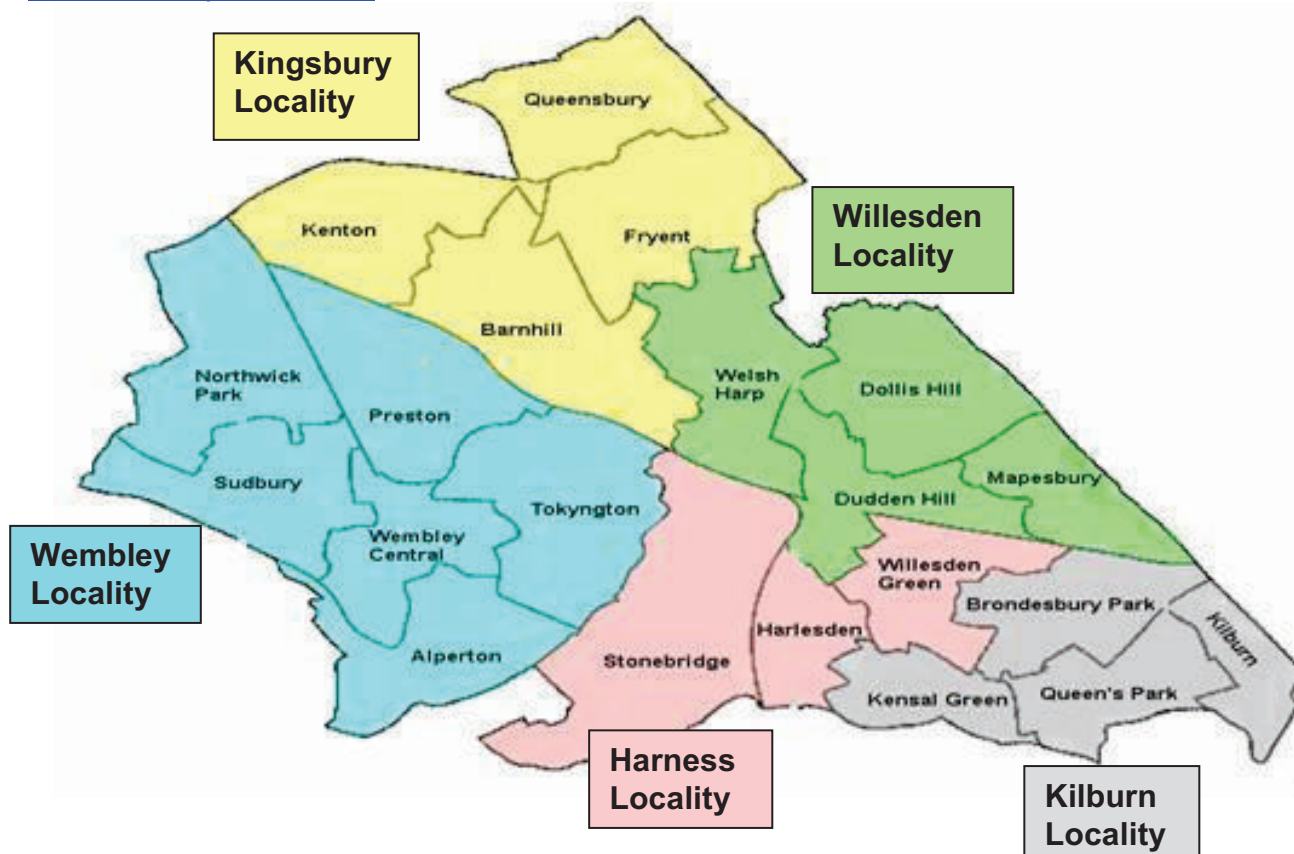 Kingsbury
Locality
Queensbury
Willesden
Locality
Kenton
Fryent
Barnhill
Northwick
Park
Preston
Welsh
Harp
Dollis Hill
Sudbury
Tokyngton
Dudden Hill
Mapesbury
Wembley
Central
Wembley
Locality
Willesden
Green
Brondesbury Park
Kilburn
Harlesden
Alperton
Stonebridge
Kensal Green
Queen's Park
Harness
Locality
Kilburn
Locality